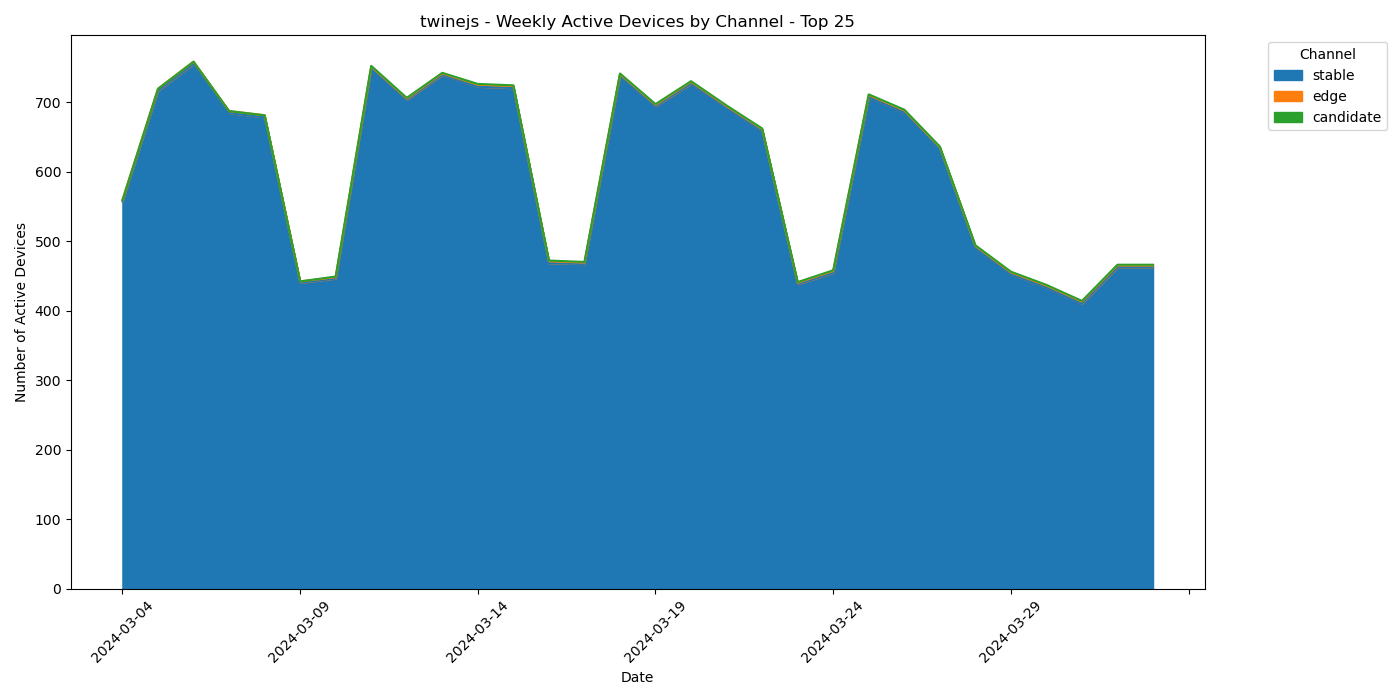 twinejs - Weekly Active Devices by Channel - Top 25
Channel
stable
edge
candidate
Number of Active Devices
700
600
500
400
300
200
100
0
2024-03-04
2024-03-09
2024-03-14
2024-03-19
2024-03-24
2024-03-29
Date